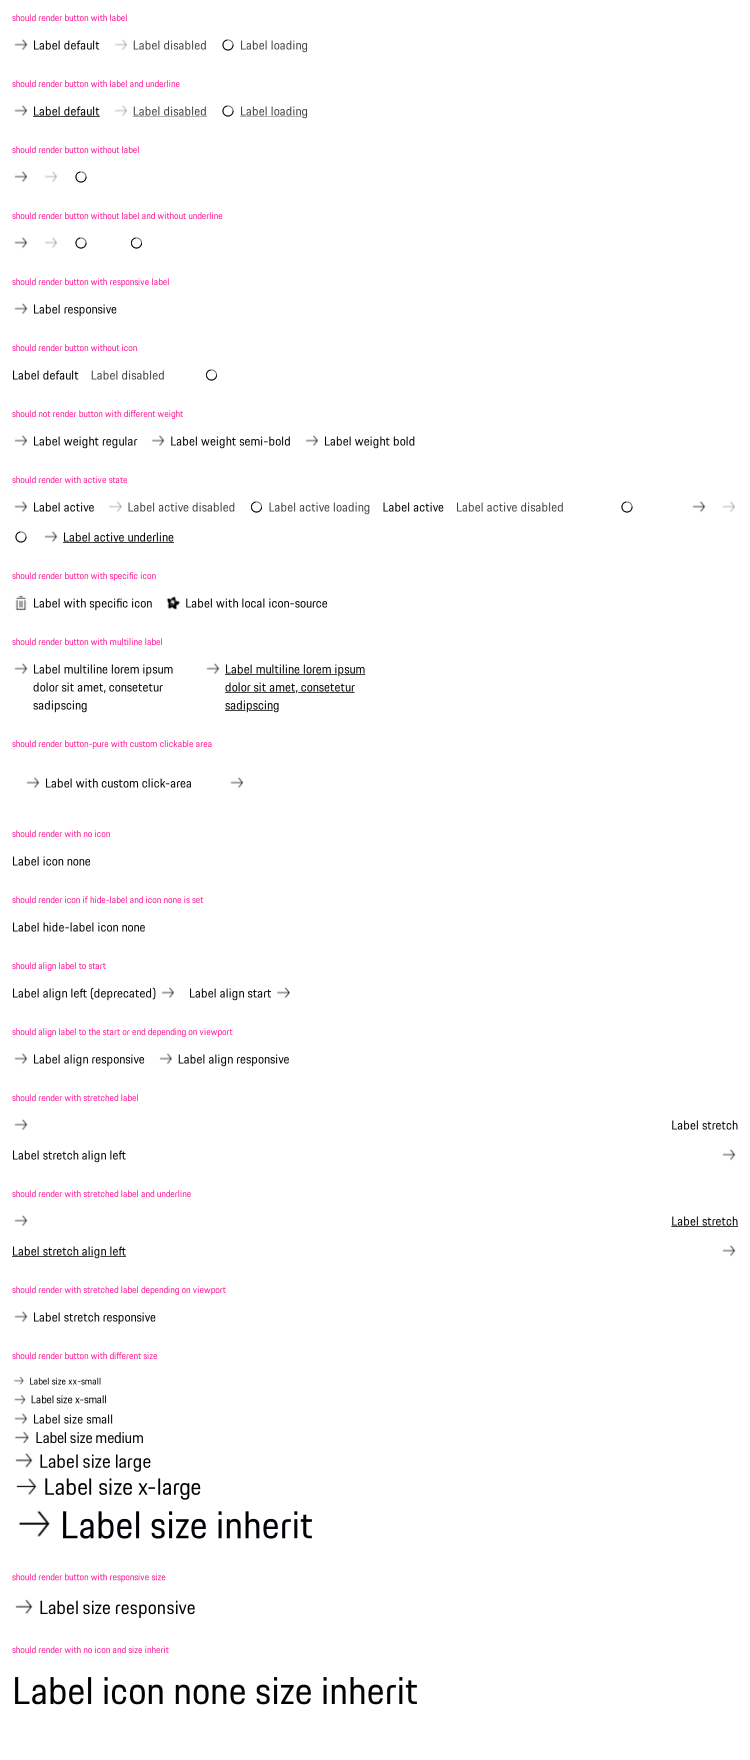 should render button with label
Label default Label disabled Label loading
should render button with label and underline
Label default Label disabled Label loading
should render button without label
should render button without label and without underline
should render button with responsive label
Label responsive
should render button without icon
Label default Label disabled
should not render button with different weight
Label weight regular Label weight semi-bold Label weight bold
should render with active state
Label active Label active disabled Label active loading Label active Label active disabled
Label active underline
should render button with specific icon
Label with specific icon Label with local icon-source
should render button with multiline label
Label multiline lorem ipsum Label multiline lorem ipsum
dolor sit amet, consetetur dolor sit amet, consetetur
sadipscing sadipscing
should render button-pure with custom clickable area
Label with custom click-area
should render with no icon
Label icon none
should render icon if hide-label and icon none is set
Label hide-label icon none
should align label to start
Label align left (deprecated) Label align start
should align label to the start or end depending on viewport
Label align responsive Label align responsive
should render with stretched label
Label stretch
Label stretch align left
should render with stretched label and underline
Label stretch
Label stretch align left
should render with stretched label depending on viewport
Label stretch responsive
should render button with different size
Label size xx-small
Label size x-small
Label size small
Label size medium
Label size large
Label size x-large
Label size inherit
should render button with responsive size
Label size responsive
should render with no icon and size inherit
Label icon none size inherit